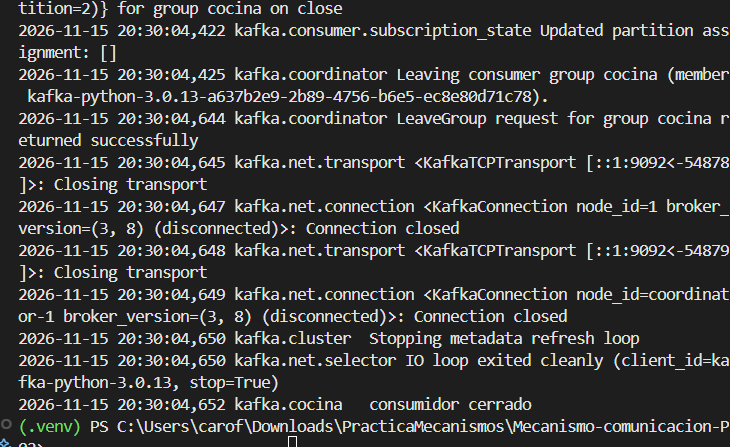 tition=2)} for group cocina on close
2026-11-15 20:30:04,422 kafka.consumer.subscription_state Updated partition ass
ignment: []
2026-11-15 20:30:04,425 kafka.coordinator Leaving consumer group cocina (member
 kafka-python-3.0.13-a637b2e9-2b89-4756-b6e5-ec8e80d71c78).
2026-11-15 20:30:04,644 kafka.coordinator LeaveGroup request for group cocina r
eturned successfully
2026-11-15 20:30:04,645 kafka.net.transport <KafkaTCPTransport [::1:9092<-54878
]>: Closing transport
2026-11-15 20:30:04,647 kafka.net.connection <KafkaConnection node_id=1 broker_
version=(3, 8) (disconnected)>: Connection closed
2026-11-15 20:30:04,648 kafka.net.transport <KafkaTCPTransport [::1:9092<-54879
]>: Closing transport
2026-11-15 20:30:04,649 kafka.net.connection <KafkaConnection node_id=coordinat
or-1 broker_version=(3, 8) (disconnected)>: Connection closed
2026-11-15 20:30:04,650 kafka.cluster  Stopping metadata refresh loop
2026-11-15 20:30:04,650 kafka.net.selector IO loop exited cleanly (client_id=ka
fka-python-3.0.13, stop=True)
2026-11-15 20:30:04,652 kafka.cocina   consumidor cerrado
(.venv) PS C:\Users\carof\Downloads\PracticaMecanismos\Mecanismo-comunicacion-P